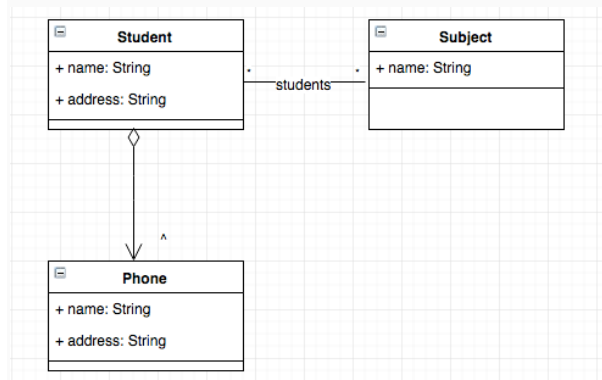 Student
+ name: String
+ address: String
* students *
Subject
+ name: String
^
Phone
+ name: String
+ address: String